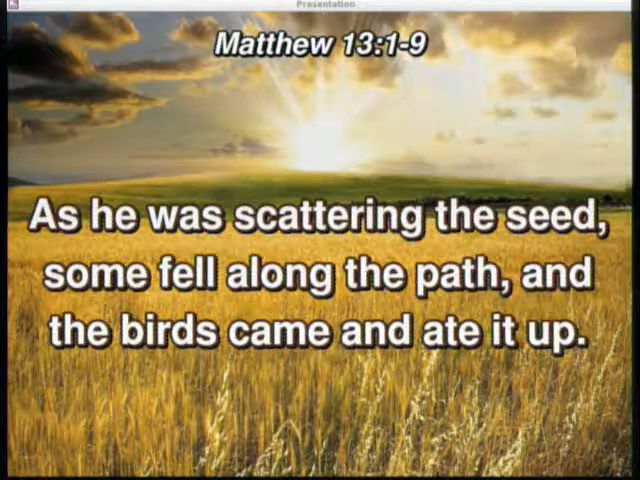 Presentation
Matthew 13:1-9
As he was scattering the seed,
some fell along the path, and
the birds came and ate it up.